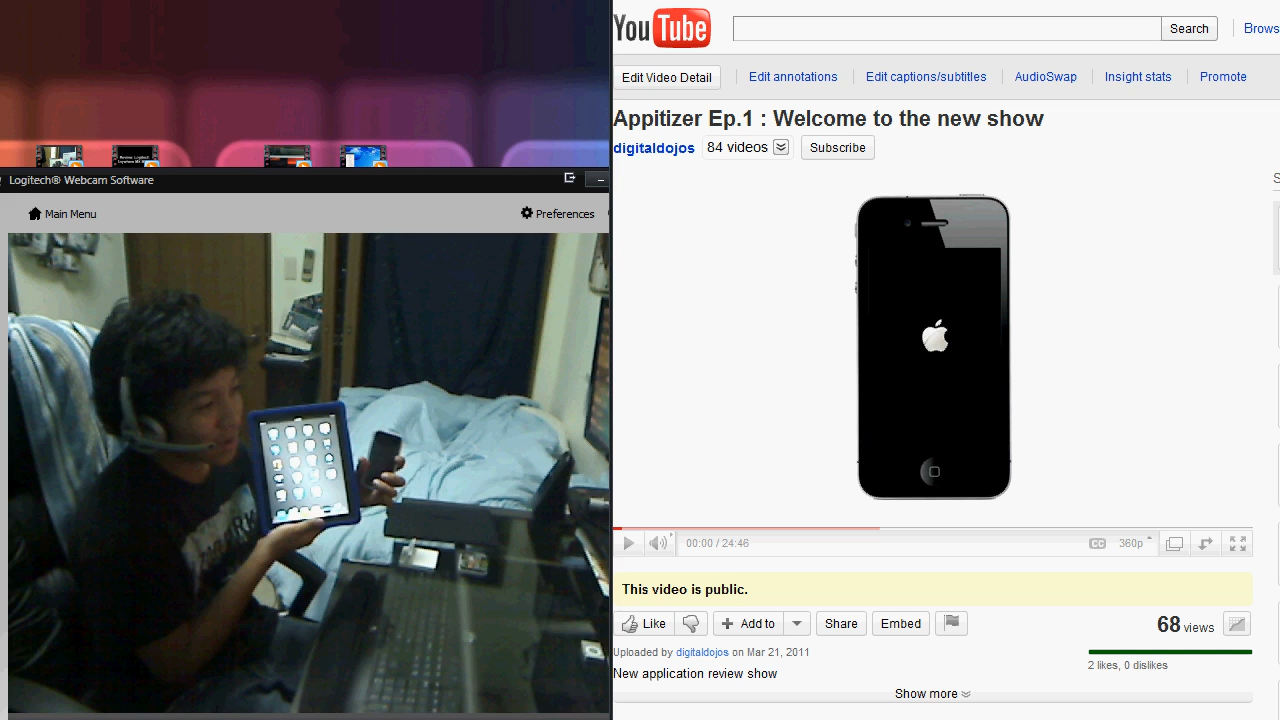 YouTube
Search
Brows
Edit Video Detail
Edit annotations
Edit captions/subtitles
AudioSwap
Insight stats
Promote
Appitizer Ep.1 : Welcome to the new show
digitaldojos
84 videos
Subscribe
Logitech® Webcam Software
Main Menu
Preferences
00:00 / 24:46
CC
360p
This video is public.
Like
Add to
Share
Embed
68 views
Uploaded by digitaldojos on Mar 21, 2011
2 likes, 0 dislikes
New application review show
Show more